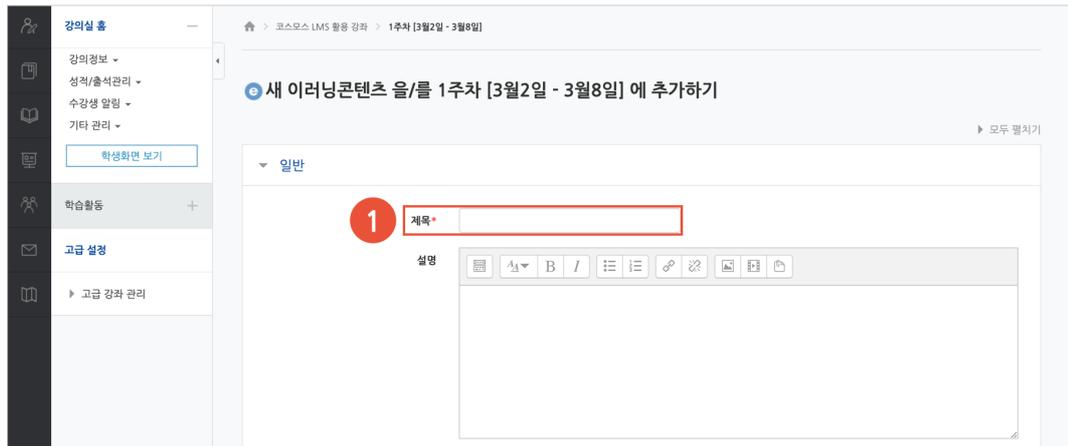 강의실 홈
강의정보
성적/출석관리
수강생 알림
기타 관리
학생화면 보기
학습활동
고급 설정
고급 강좌 관리
코스모스 LMS 활용 강좌 > 1주차 [3월2일 - 3월8일]
e 새 이러닝콘텐츠 을/를 1주차 [3월2일 - 3월8일] 에 추가하기
모두 펼치기
일반
1 제목*
설명
B I